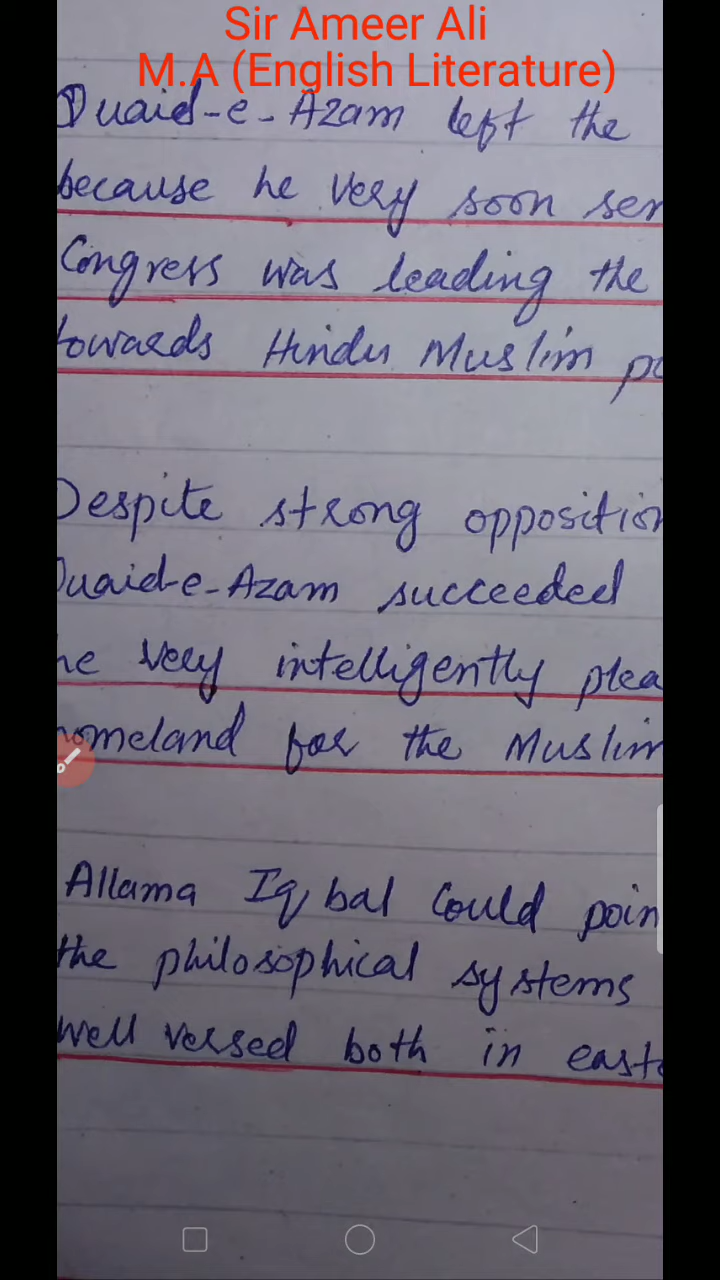 Sir Ameer Ali
M.A (English Literature)
Quaid-e-Azam left the
because he very soon sen
Congress was leading the
towards Hindu Muslim
Despite strong opposition
Quaid-e-Azam succeeded
he very intelligently plea
homeland for the Muslim
Allama Iqbal could poin
the philosophical systems
well versed both in easte